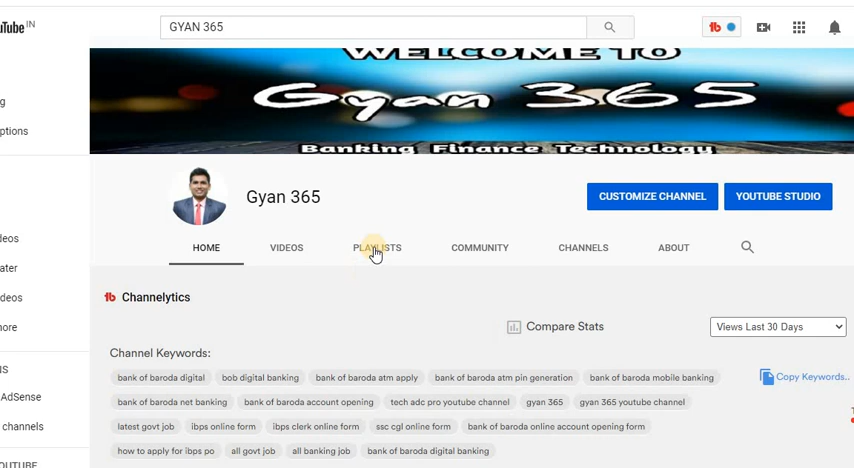 uTube IN
GYAN 365
WELCOME TO
Gyan 365
Banking Finance Technology
g
ptions
Gyan 365
CUSTOMIZE CHANNEL
YOUTUBE STUDIO
HOME
VIDEOS
PLAYLISTS
COMMUNITY
CHANNELS
ABOUT
deos
ater
deos
ore
tb Channelytics
Compare Stats
Views Last 30 Days
Channel Keywords:
bank of baroda digital
bob digital banking
bank of baroda atm apply
bank of baroda atm pin generation
bank of baroda mobile banking
Copy Keywords..
bank of baroda net banking
bank of baroda account opening
tech adc pro youtube channel
gyan 365
gyan 365 youtube channel
latest govt job
ibps online form
ibps clerk online form
ssc cgl online form
bank of baroda online account opening form
how to apply for ibps po
all govt job
all banking job
bank of baroda digital banking
NS
AdSense
channels
OUTUBE